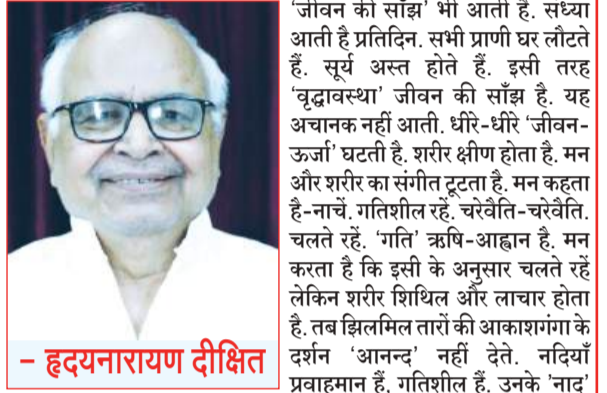 'जीवन की साँझ' भी आती है. संध्या
आती है प्रतिदिन. सभी प्राणी घर लौटते
हैं. सूर्य अस्त होते हैं. इसी तरह
'वृद्धावस्था' जीवन की साँझ है. यह
अचानक नहीं आती. धीरे-धीरे 'जीवन-
ऊर्जा' घटती है. शरीर क्षीण होता है. मन
और शरीर का संगीत टूटता है. मन कहता
है-नाचें. गतिशील रहें. चरेवैति-चरेवैति.
चलते रहें. 'गति' ऋषि-आह्वान है. मन
करता है कि इसी के अनुसार चलते रहें
लेकिन शरीर शिथिल और लाचार होता
है. तब झिलमिल तारों की आकाशगंगा के
दर्शन 'आनन्द' नहीं देते. नदियाँ
प्रवाहमान हैं, गतिशील हैं. उनके 'नाद'
– हृदयनारायण दीक्षित